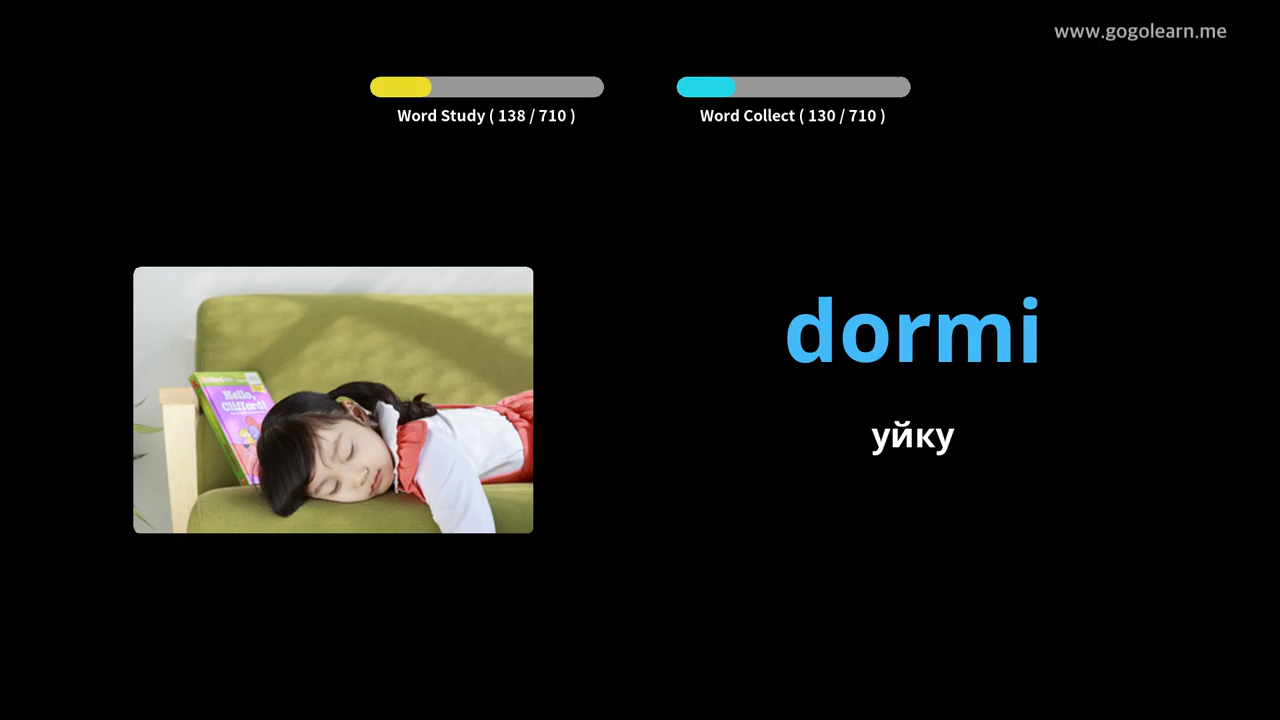 www.gogolearn.me
Word Study ( 138 / 710 )
Word Collect ( 130 / 710 )
dormi
уйку
Hello,
Clifford!